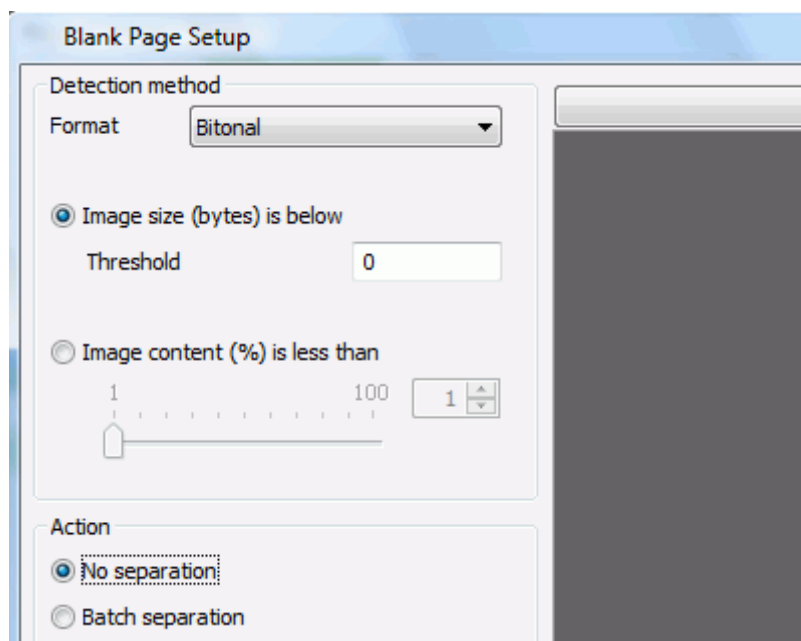 Blank Page Setup
Detection method
Format Bitonal
Image size (bytes) is below
Threshold 0
Image content (%) is less than
1 100 1
Action
No separation
Batch separation